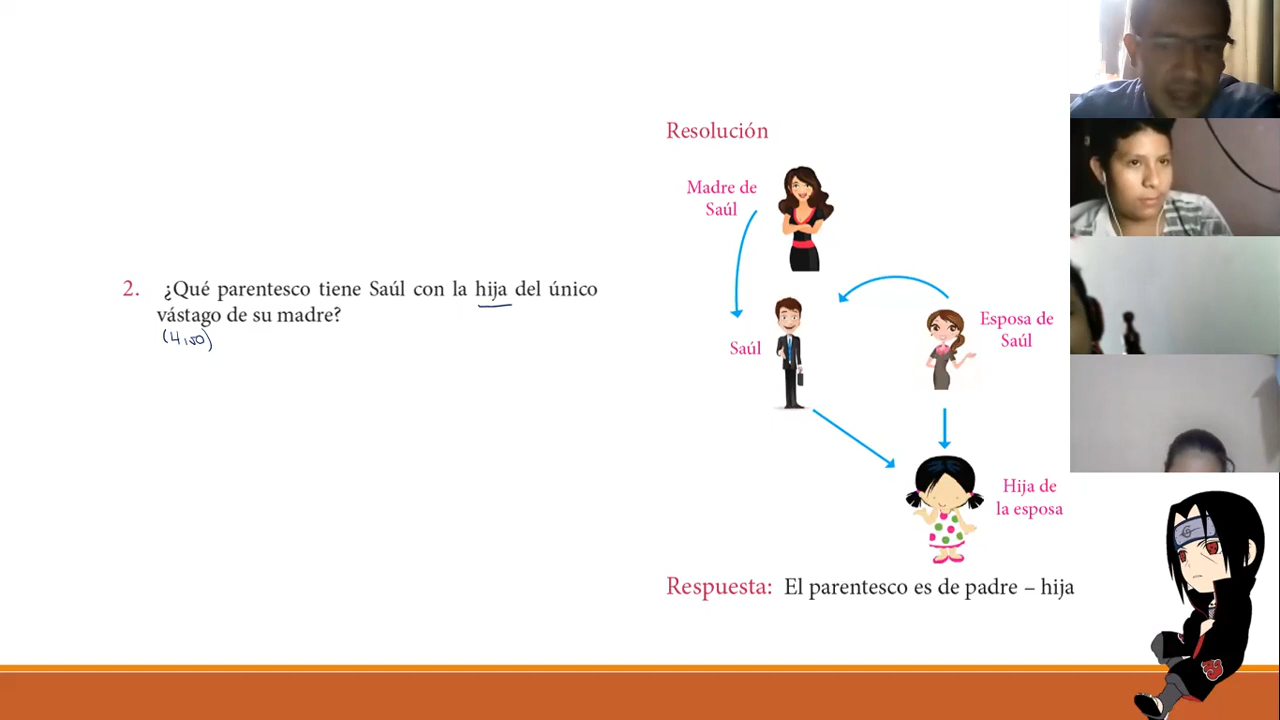 2. ¿Qué parentesco tiene Saúl con la hija del único
vástago de su madre?
(Hijo)
Resolución
Madre de
Saúl
Saúl
Esposa de
Saúl
Hija de
la esposa
Respuesta: El parentesco es de padre – hija